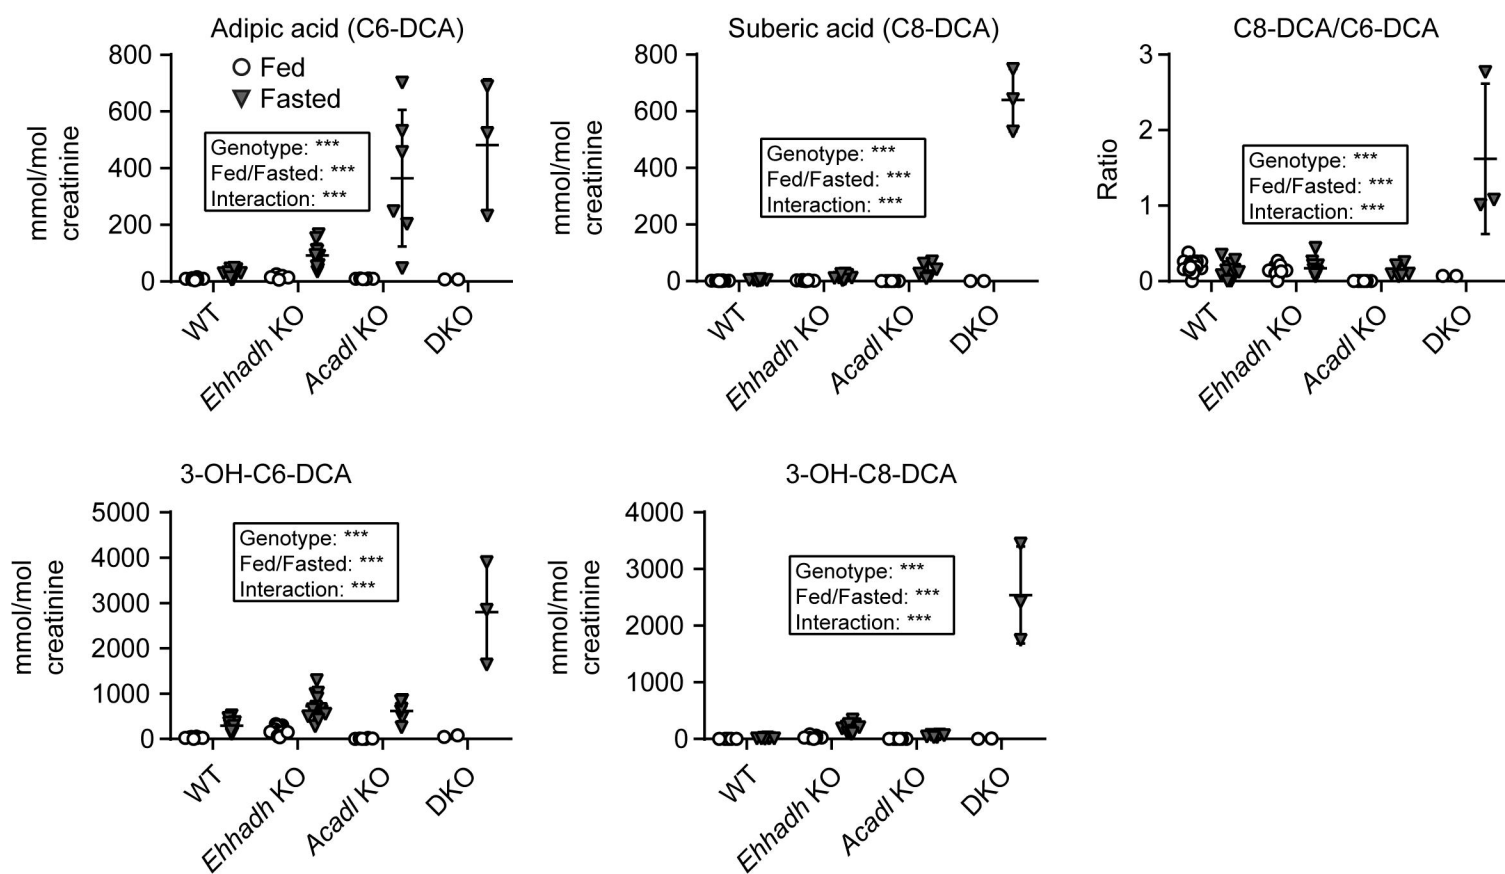 Adipic acid (C6-DCA)
800
600
400
200
0
mmol/mol
creatinine
Fed
Fasted
Genotype: ***
Fed/Fasted: ***
Interaction: ***
WT
Ehhadh KO
Acadl KO
DKO
Suberic acid (C8-DCA)
800
600
400
200
0
mmol/mol
creatinine
Genotype: ***
Fed/Fasted: ***
Interaction: ***
WT
Ehhadh KO
Acadl KO
DKO
C8-DCA/C6-DCA
3
2
1
0
Ratio
Genotype: ***
Fed/Fasted: ***
Interaction: ***
WT
Ehhadh KO
Acadl KO
DKO
3-OH-C6-DCA
5000
4000
3000
2000
1000
0
mmol/mol
creatinine
Genotype: ***
Fed/Fasted: ***
Interaction: ***
WT
Ehhadh KO
Acadl KO
DKO
3-OH-C8-DCA
4000
3000
2000
1000
0
mmol/mol
creatinine
Genotype: ***
Fed/Fasted: ***
Interaction: ***
WT
Ehhadh KO
Acadl KO
DKO